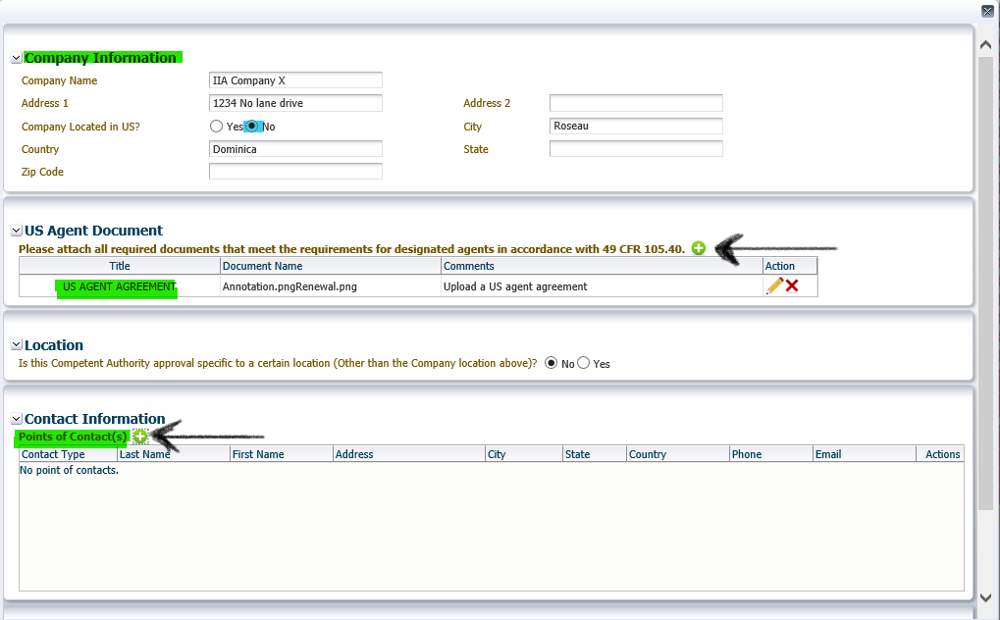 Company Information
Company Name IIA Company X
Address 1 1234 No lane drive Address 2
Company Located in US? Yes No City Roseau
Country Dominica State
Zip Code
US Agent Document
Please attach all required documents that meet the requirements for designated agents in accordance with 49 CFR 105.40.
Title Document Name Comments Action
US AGENT AGREEMENT Annotation.pngRenewal.png Upload a US agent agreement
Location
Is this Competent Authority approval specific to a certain location (Other than the Company location above)? No Yes
Contact Information
Points of Contact(s)
Contact Type Last Name First Name Address City State Country Phone Email Actions
No point of contacts.